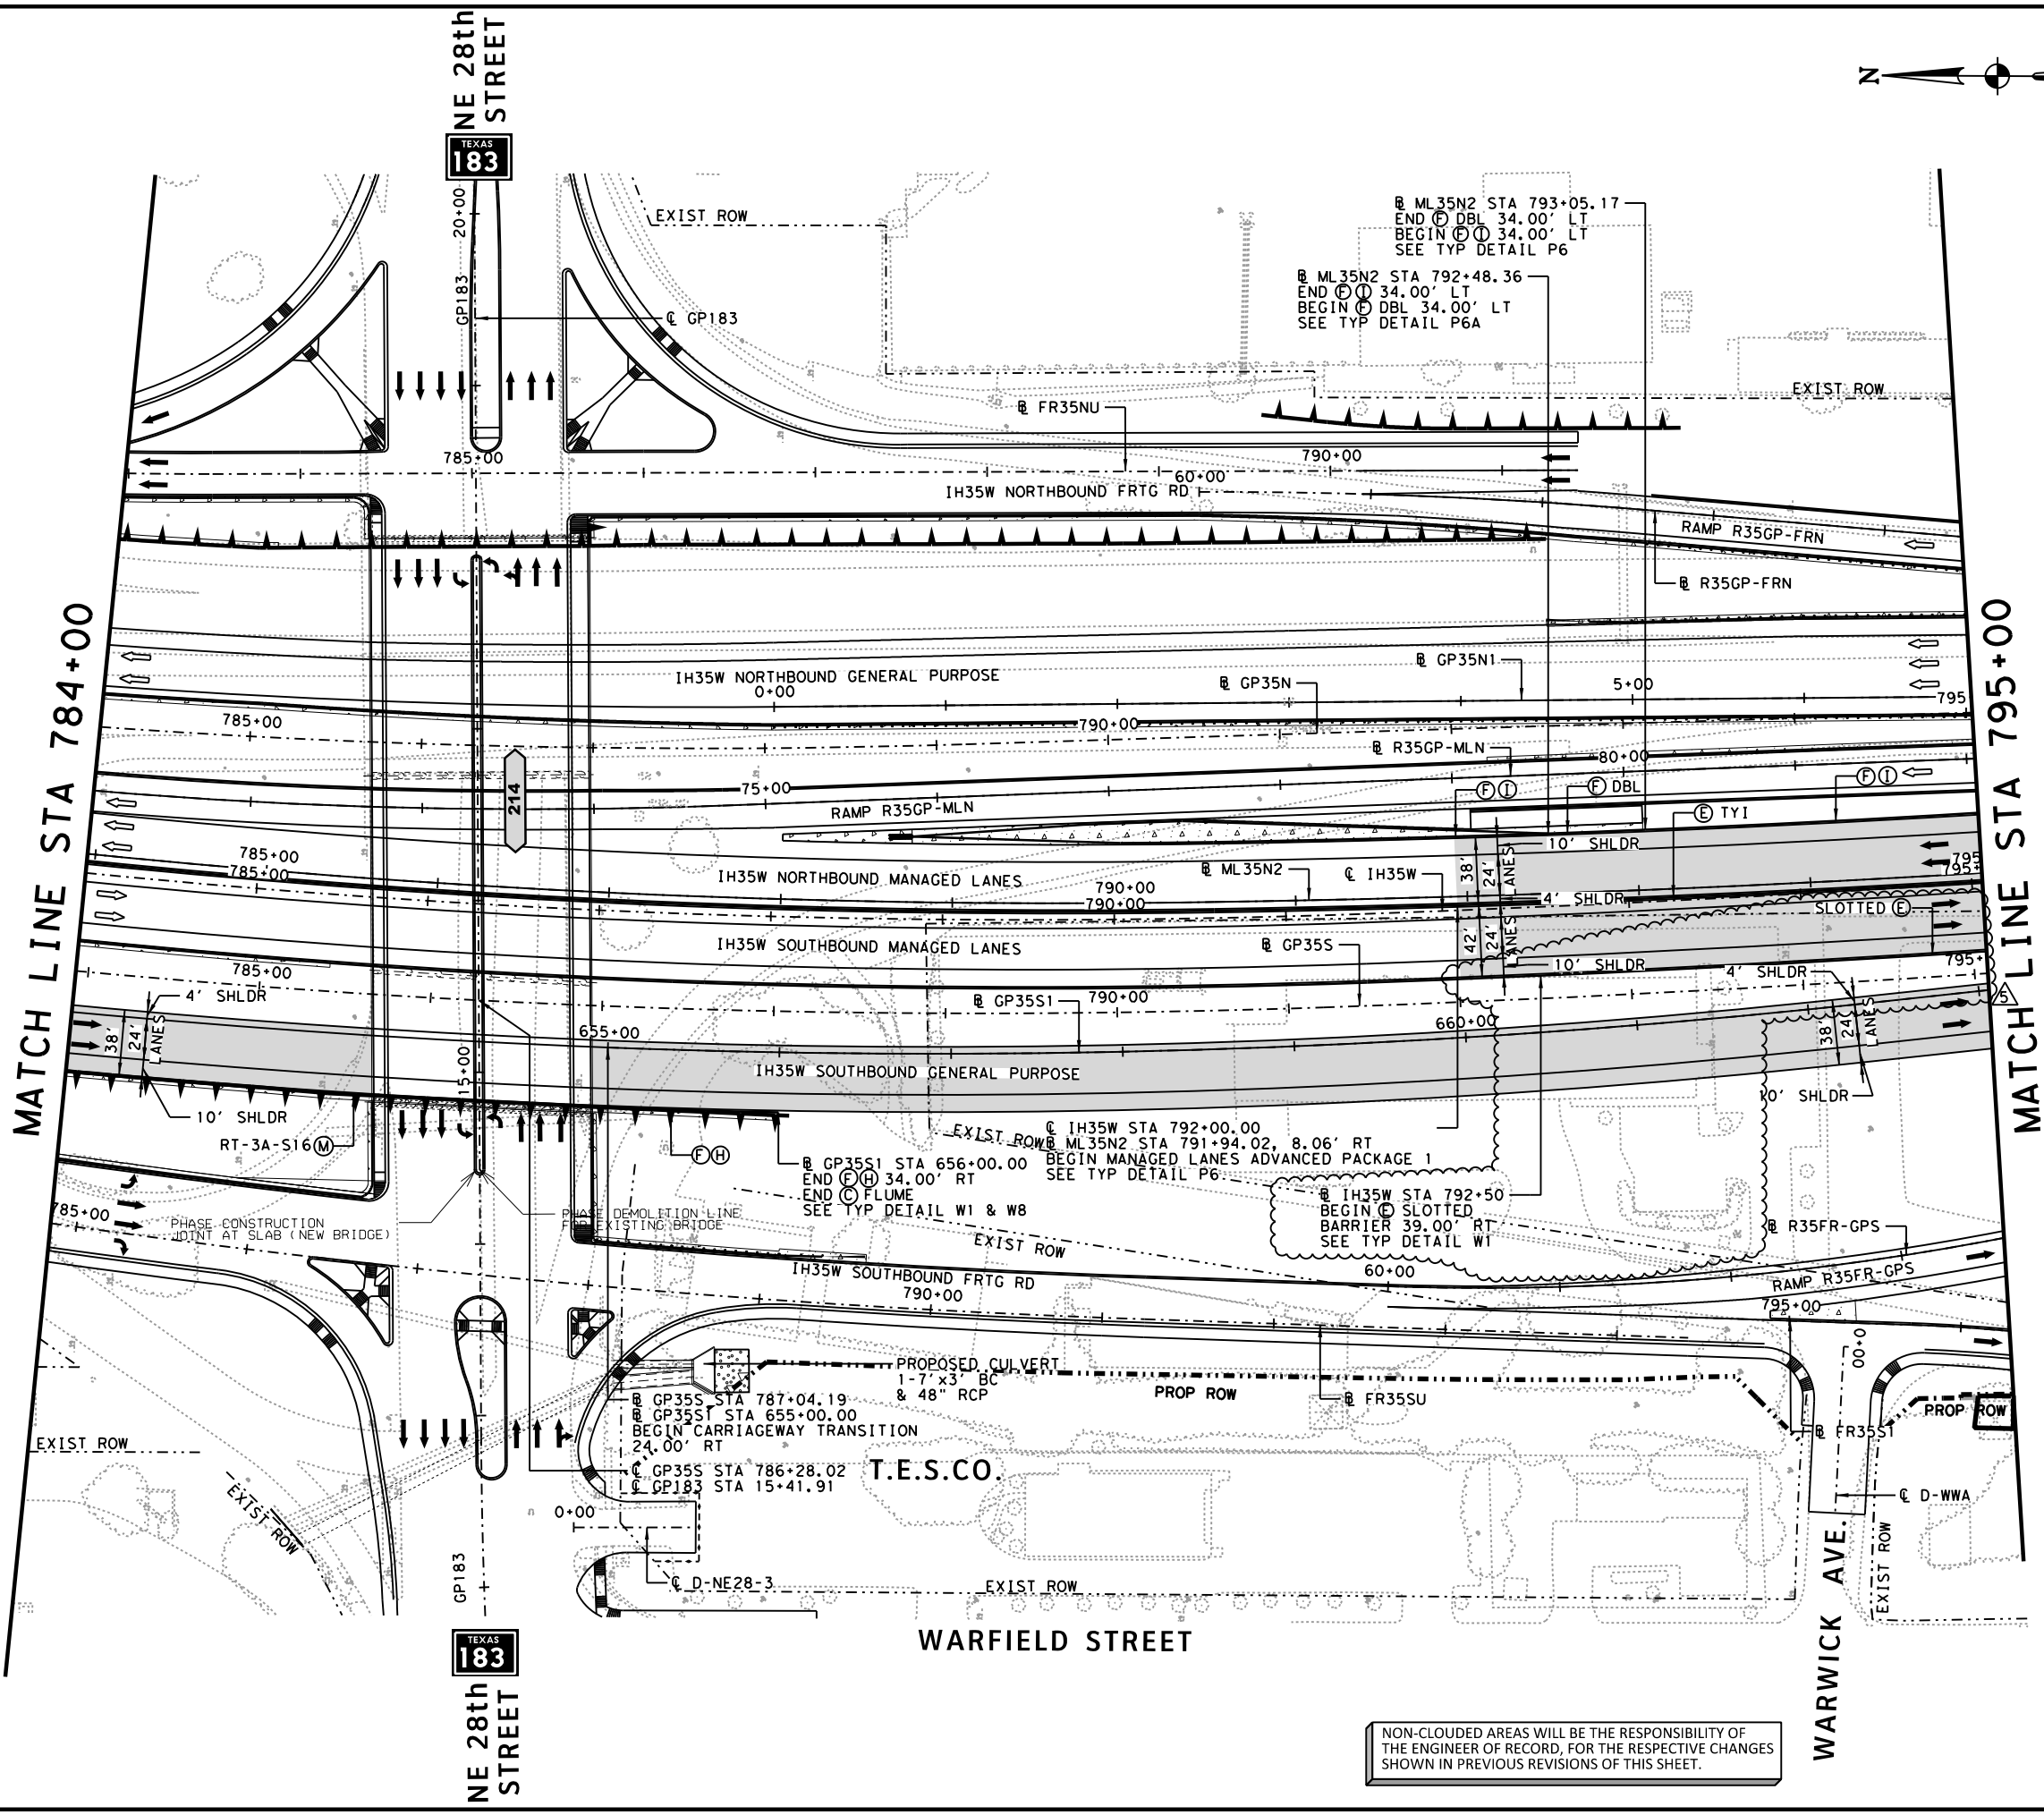 NE 28th
STREET
TEXAS
183
N
20+00
GP183
EXIST ROW
℄ GP183
B ML35N2 STA 793+05.17
END Ⓕ DBL 34.00' LT
BEGIN Ⓕ Ⓘ 34.00' LT
SEE TYP DETAIL P6
B ML35N2 STA 792+48.36
END Ⓕ Ⓘ 34.00' LT
BEGIN Ⓕ DBL 34.00' LT
SEE TYP DETAIL P6A
EXIST ROW
B FR35NU
785+00
790+00
60+00
IH35W NORTHBOUND FRTG RD
RAMP R35GP-FRN
B R35GP-FRN
MATCH LINE STA 784+00
MATCH LINE STA 795+00
IH35W NORTHBOUND GENERAL PURPOSE
0+00
B GP35N1
B GP35N
5+00
795
785+00
790+00
B R35GP-MLN
80+00
75+00
214
RAMP R35GP-MLN
Ⓕ Ⓘ
Ⓕ DBL
Ⓕ Ⓘ
Ⓔ TYI
10' SHLDR
785+00
785+00
IH35W NORTHBOUND MANAGED LANES
790+00
790+00
B ML35N2
℄ IH35W
38'
24'
LANES
795
795+
4' SHLDR
SLOTTED Ⓔ
IH35W SOUTHBOUND MANAGED LANES
B GP35S
42'
24'
LANES
10' SHLDR
4' SHLDR
795+
785+00
4' SHLDR
B GP35S1
790+00
5
655+00
660+00
38'
24'
LANES
38'
24'
LANES
15+00
IH35W SOUTHBOUND GENERAL PURPOSE
10' SHLDR
10' SHLDR
RT-3A-S16 Ⓜ
Ⓕ Ⓗ
EXIST ROW
℄ IH35W STA 792+00.00
B ML35N2 STA 791+94.02, 8.06' RT
BEGIN MANAGED LANES ADVANCED PACKAGE 1
SEE TYP DETAIL P6
B GP35S1 STA 656+00.00
END Ⓕ Ⓗ 34.00' RT
END Ⓒ FLUME
SEE TYP DETAIL W1 & W8
B IH35W STA 792+50
BEGIN Ⓔ SLOTTED
BARRIER 39.00' RT
SEE TYP DETAIL W1
785+00
PHASE CONSTRUCTION
JOINT AT SLAB (NEW BRIDGE)
PHASE DEMOLITION LINE
FOR EXISTING BRIDGE
EXIST ROW
B R35FR-GPS
IH35W SOUTHBOUND FRTG RD
790+00
60+00
RAMP R35FR-GPS
795+00
0+00
PROPOSED CULVERT
1-7'x3' BC
& 48" RCP
PROP ROW
B FR35SU
PROP ROW
B FR35S1
B GP35S STA 787+04.19
B GP35S1 STA 655+00.00
BEGIN CARRIAGEWAY TRANSITION
24.00' RT
℄ GP35S STA 786+28.02
℄ GP183 STA 15+41.91
EXIST ROW
EXIST ROW
T.E.S.CO.
0+00
℄ D-WWA
GP183
℄ D-NE28-3
EXIST ROW
EXIST ROW
WARFIELD STREET
WARWICK AVE.
TEXAS
183
NE 28th
STREET
NON-CLOUDED AREAS WILL BE THE RESPONSIBILITY OF
THE ENGINEER OF RECORD, FOR THE RESPECTIVE CHANGES
SHOWN IN PREVIOUS REVISIONS OF THIS SHEET.